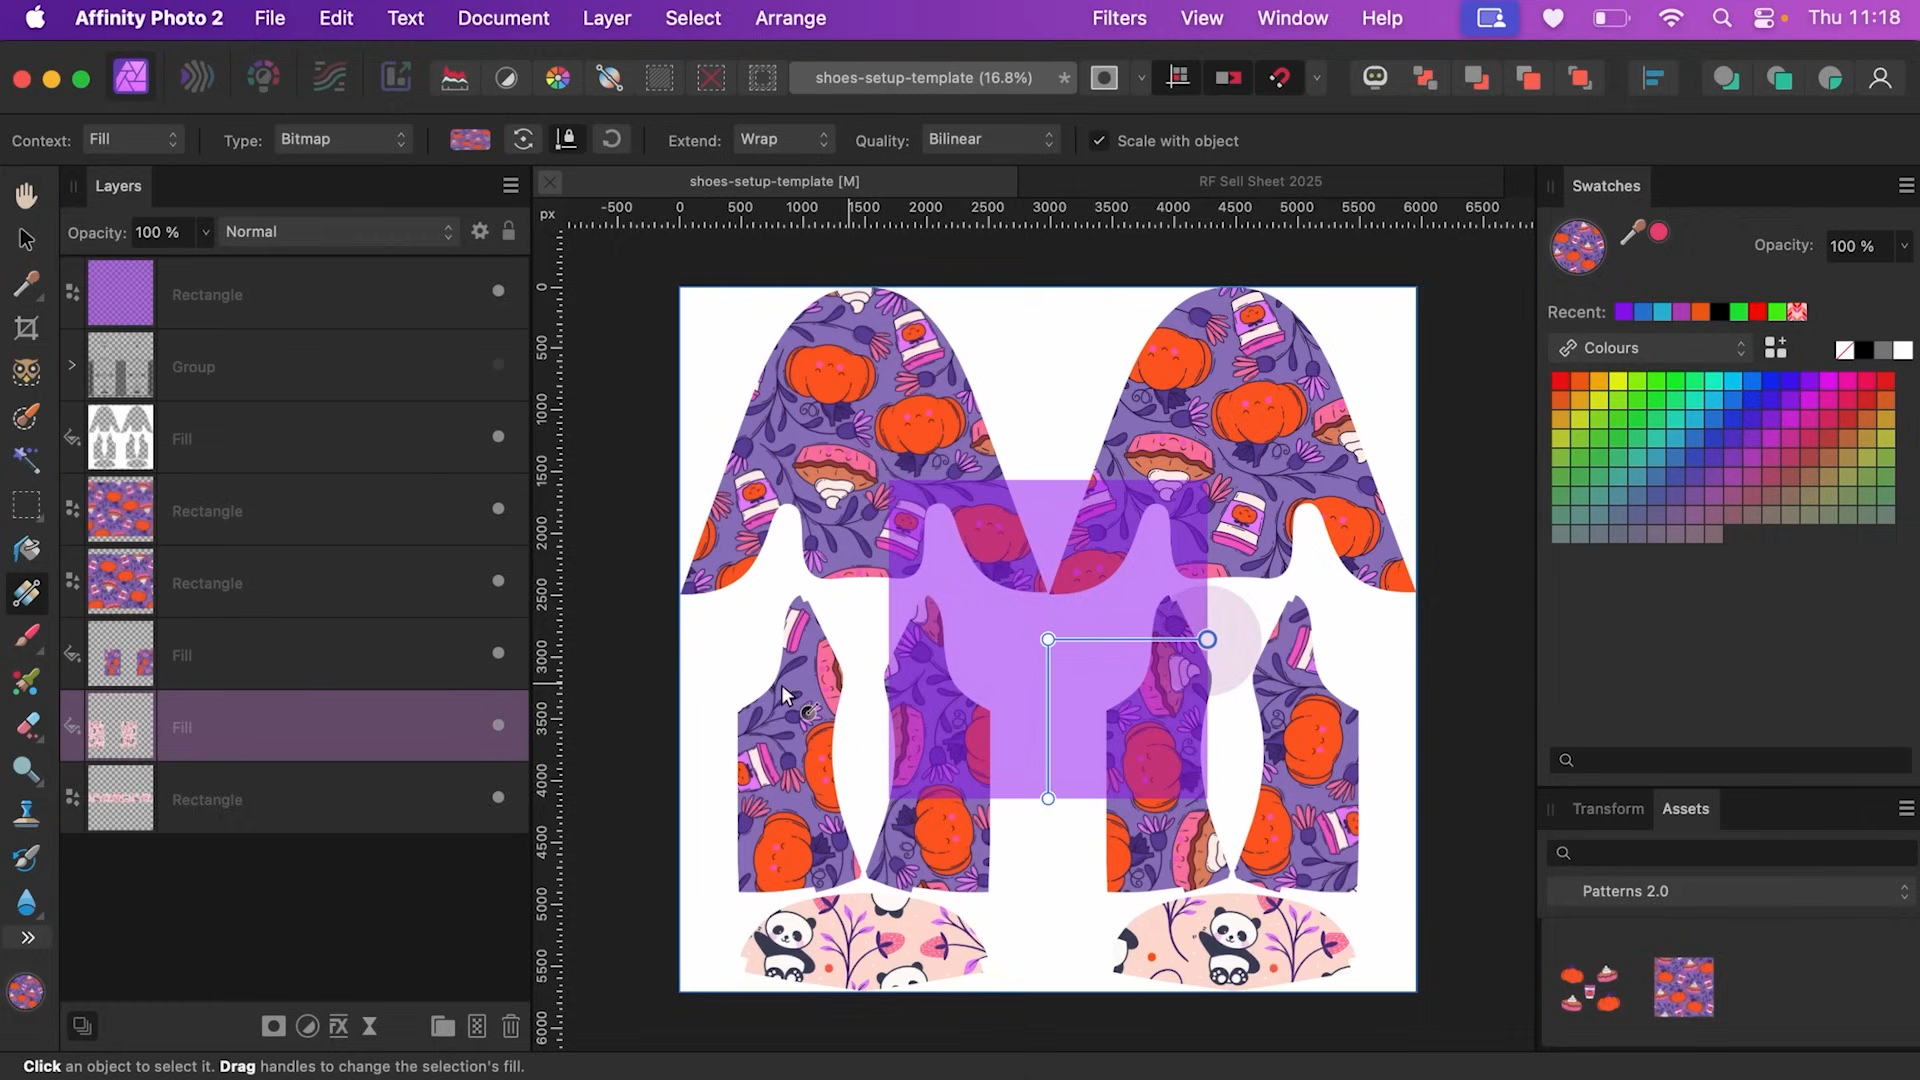 Affinity Photo 2 File Edit Text Document Layer Select Arrange Filters View Window Help Thu 11:18
shoes-setup-template (16.8%) *
Context: Fill Type: Bitmap Extend: Wrap Quality: Bilinear Scale with object
Layers
shoes-setup-template [M]
RF Sell Sheet 2025
Swatches
px -500 0 500 1000 1500 2000 2500 3000 3500 4000 4500 5000 5500 6000 6500
Opacity: 100 % Normal
Opacity: 100 %
Rectangle
Group
Fill
Rectangle
Rectangle
Fill
Fill
Rectangle
0
500
1000
1500
2000
2500
3000
3500
4000
4500
5000
5500
6000
Recent:
Colours
Transform Assets
Patterns 2.0
FX
Click an object to select it. Drag handles to change the selection's fill.